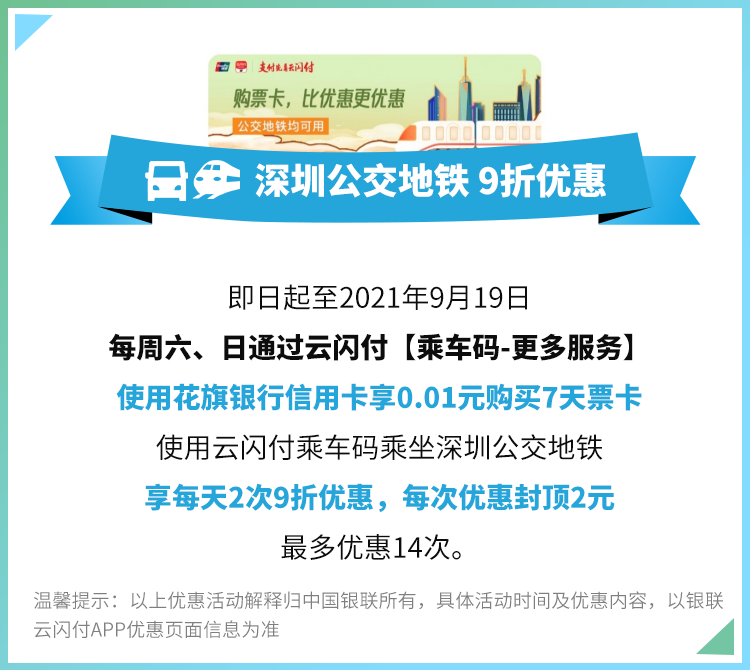 支付就用云闪付
购票卡，比优惠更优惠
公交地铁均可用
深圳公交地铁 9折优惠
即日起至2021年9月19日
每周六、日通过云闪付【乘车码-更多服务】
使用花旗银行信用卡享0.01元购买7天票卡
使用云闪付乘车码乘坐深圳公交地铁
享每天2次9折优惠，每次优惠封顶2元
最多优惠14次。
温馨提示：以上优惠活动解释归中国银联所有，具体活动时间及优惠内容，以银联
云闪付APP优惠页面信息为准